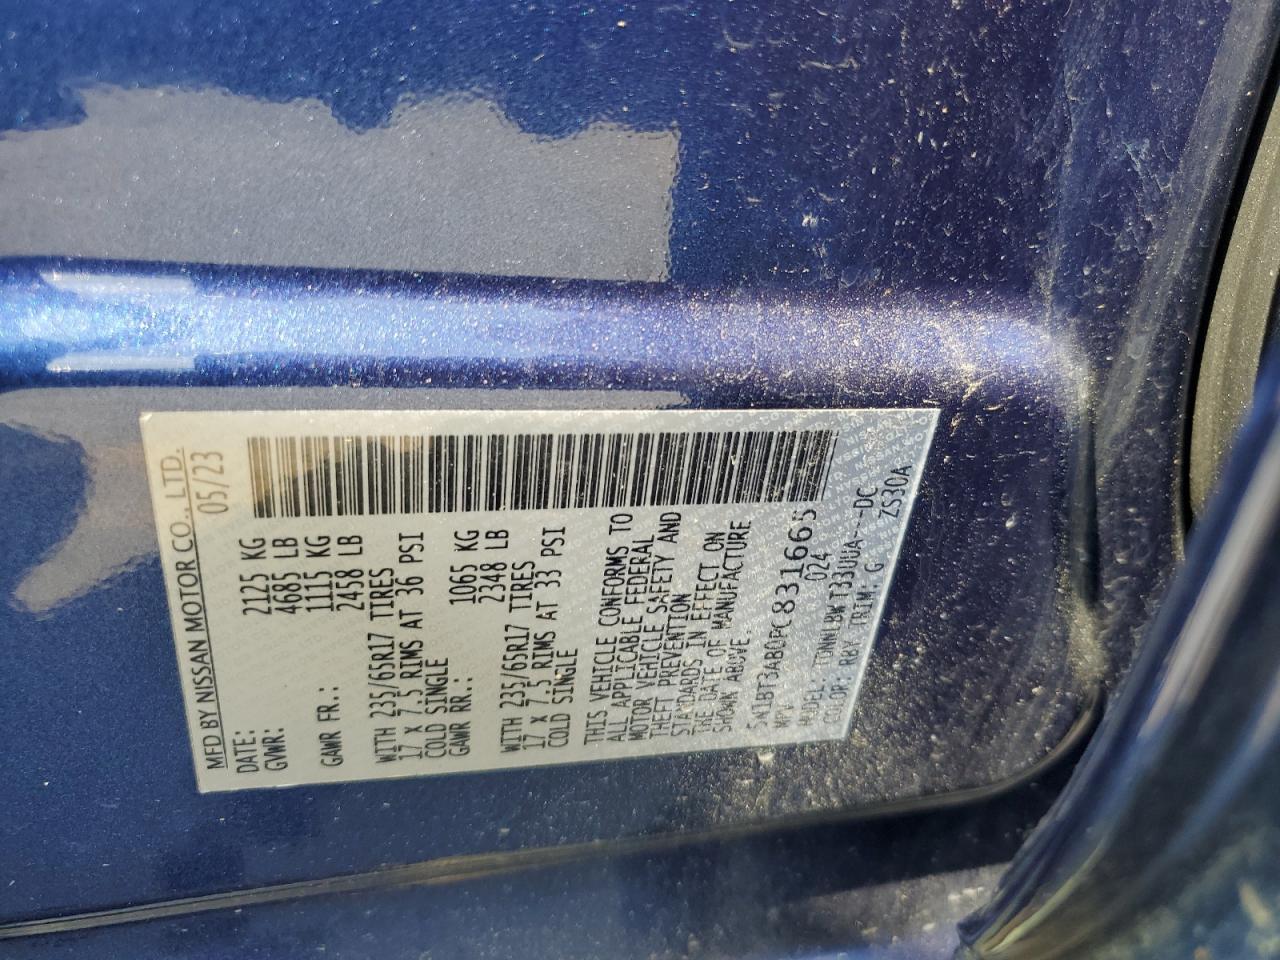 MFD BY NISSAN MOTOR CO., LTD.
DATE: 05/23
GVWR: 2125 KG
4685 LB
GAWR FR.: 1115 KG
2458 LB
WITH 235/65R17 TIRES
17 X 7.5 RIMS AT 36 PSI
COLD SINGLE
GAWR RR.: 1065 KG
2348 LB
WITH 235/65R17 TIRES
17 X 7.5 RIMS AT 33 PSI
COLD SINGLE
THIS VEHICLE CONFORMS TO
ALL APPLICABLE FEDERAL
MOTOR VEHICLE SAFETY AND
THEFT PREVENTION
STANDARDS IN EFFECT ON
THE DATE OF MANUFACTURE
SHOWN ABOVE.
5N1BT3AB0PC831665
MPV 024
MODEL:
COLOR: RBY TRIM: G ZS30A